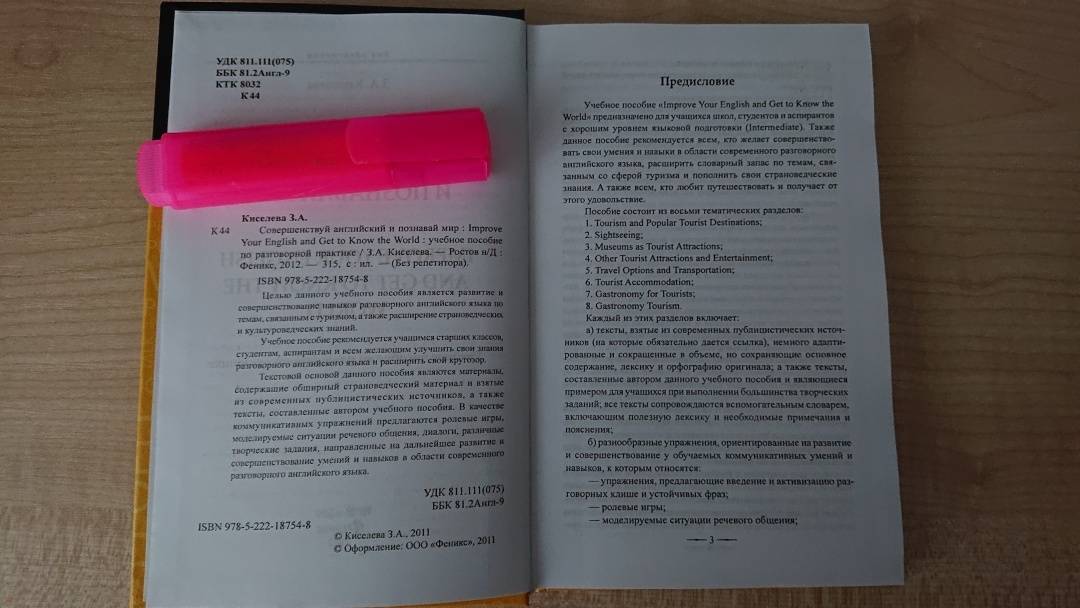 УДК 811.111(075)
ББК 81.2Англ-9
КТК 8032
К 44
Киселева З.А.
К 44 Совершенствуй английский и познавай мир : Improve
Your English and Get to Know the World : учебное пособие
по разговорной практике / З.А. Киселева. — Ростов н/Д :
Феникс, 2012. — 315, с : ил. — (Без репетитора).
ISBN 978-5-222-18754-8
Целью данного учебного пособия является развитие и
совершенствование навыков разговорного английского языка по
темам, связанным с туризмом, а также расширение страноведческих
и культуроведческих знаний.
Учебное пособие рекомендуется учащимся старших классов,
студентам, аспирантам и всем желающим улучшить свои знания
разговорного английского языка и расширить свой кругозор.
Текстовой основой данного пособия являются материалы,
содержащие обширный страноведческий материал и взятые
из современных публицистических источников, а также
тексты, составленные автором учебного пособия. В качестве
коммуникативных упражнений предлагаются ролевые игры,
моделируемые ситуации речевого общения, диалоги, различные
творческие задания, направленные на дальнейшее развитие и
совершенствование умений и навыков в области современного
разговорного английского языка.
УДК 811.111(075)
ББК 81.2Англ-9
ISBN 978-5-222-18754-8
© Киселева З.А., 2011
© Оформление: ООО «Феникс», 2011
Предисловие
Учебное пособие «Improve Your English and Get to Know the
World» предназначено для учащихся школ, студентов и аспирантов
с хорошим уровнем языковой подготовки (Intermediate). Также
данное пособие рекомендуется всем, кто желает совершенство-
вать свои умения и навыки в области современного разговорного
английского языка, расширить словарный запас по темам, свя-
занным со сферой туризма и пополнить свои страноведческие
знания. А также всем, кто любит путешествовать и получает от
этого удовольствие.
Пособие состоит из восьми тематических разделов:
1. Tourism and Popular Tourist Destinations;
2. Sightseeing;
3. Museums as Tourist Attractions;
4. Other Tourist Attractions and Entertainment;
5. Travel Options and Transportation;
6. Tourist Accommodation;
7. Gastronomy for Tourists;
8. Gastronomy Tourism.
Каждый из этих разделов включает:
а) тексты, взятые из современных публицистических источ-
ников (на которые обязательно дается ссылка), немного адапти-
рованные и сокращенные в объеме, но сохраняющие основное
содержание, лексику и орфографию оригинала; а также тексты,
составленные автором данного учебного пособия и являющиеся
примером для учащихся при выполнении большинства творческих
заданий; все тексты сопровождаются вспомогательным словарем,
включающим полезную лексику и необходимые примечания и
пояснения;
б) разнообразные упражнения, ориентированные на развитие
и совершенствование у обучаемых коммуникативных умений и
навыков, к которым относятся:
— упражнения, предлагающие введение и активизацию раз-
говорных клише и устойчивых фраз;
— ролевые игры;
— моделируемые ситуации речевого общения;
— 3 —